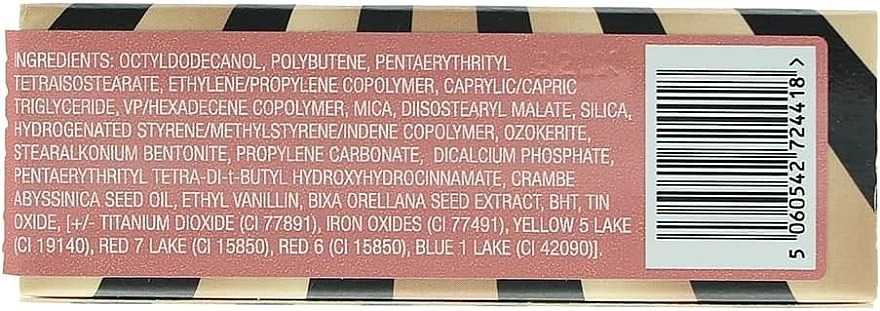 INGREDIENTS: OCTYLDODECANOL, POLYBUTENE, PENTAERYTHRITYL
TETRAISOSTEARATE, ETHYLENE/PROPYLENE COPOLYMER, CAPRYLIC/CAPRIC
TRIGLYCERIDE, VP/HEXADECENE COPOLYMER, MICA, DIISOSTEARYL MALATE, SILICA,
HYDROGENATED STYRENE/METHYLSTYRENE/INDENE COPOLYMER, OZOKERITE,
STEARALKONIUM BENTONITE, PROPYLENE CARBONATE, DICALCIUM PHOSPHATE,
PENTAERYTHRITYL TETRA-DI-t-BUTYL HYDROXYHYDROCINNAMATE, CRAMBE
ABYSSINICA SEED OIL, ETHYL VANILLIN, BIXA ORELLANA SEED EXTRACT, BHT, TIN
OXIDE, [+/- TITANIUM DIOXIDE (CI 77891), IRON OXIDES (CI 77491), YELLOW 5 LAKE
(CI 19140), RED 7 LAKE (CI 15850), RED 6 (CI 15850), BLUE 1 LAKE (CI 42090)].
5 060542 724418 >